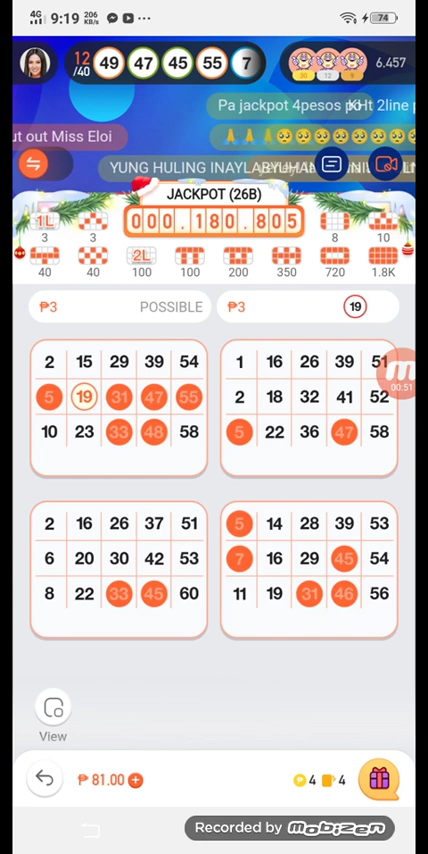 4G 9:19 206 KB/s 74
12/40 49 47 45 55 7 30 12 9 6.457
Pa jackpot 4pesos po
ut out Miss Eloi 🙏🙏🙏🥺🥺🥺🥺🥺🥺🥺🥺
YUNG HULING INAYLA
JACKPOT (26B)
1L 000.180.805
3 3 8 10
2L
40 40 100 100 200 350 720 1.8K
₱3 POSSIBLE ₱3 19
2 15 29 39 54
5 19 31 47 55
10 23 33 48 58
1 16 26 39 51
2 18 32 41 52
5 22 36 47 58
00:51
2 16 26 37 51
6 20 30 42 53
8 22 33 45 60
5 14 28 39 53
7 16 29 45 54
11 19 31 46 56
View
₱ 81.00 P 4 4
Recorded by MOBIZEN